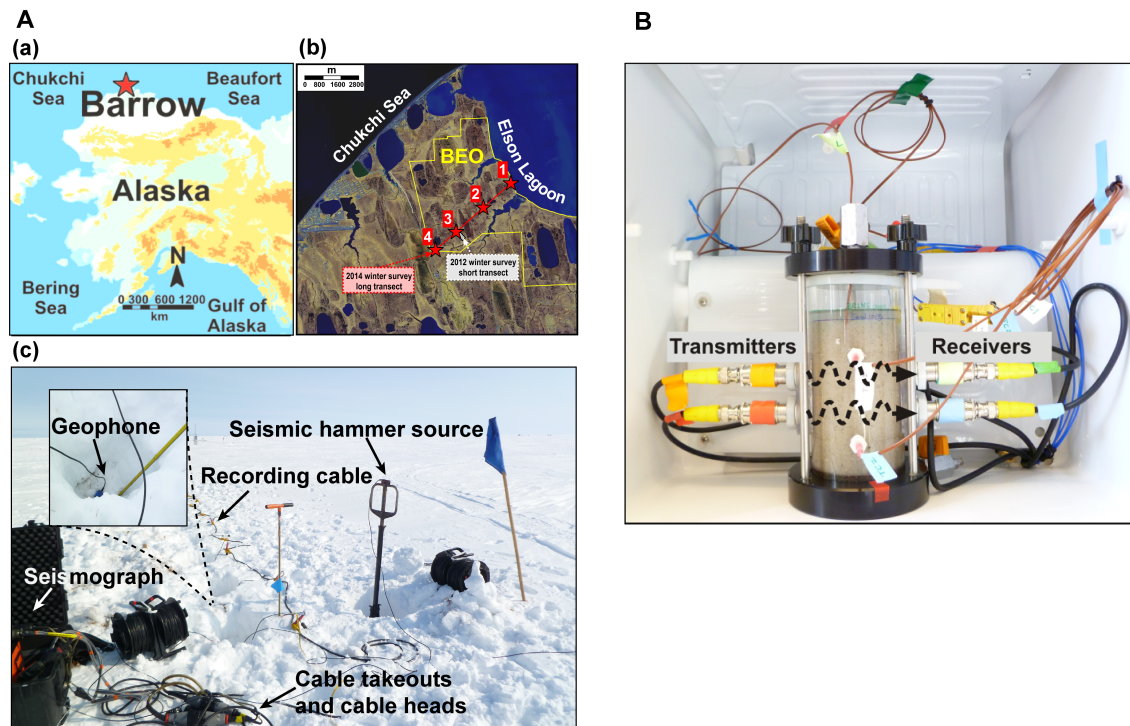 A
(a)
Chukchi
Sea
Beaufort
Sea
Barrow
Alaska
N
Bering
Sea
0 300 600 1200
km
Gulf of
Alaska
(b)
m
0 800 1600 2800
Chukchi Sea
BEO
Elson Lagoon
1
2
3
4
2014 winter survey
long transect
2012 winter survey
short transect
(c)
Geophone
Seismic hammer source
Recording cable
Seismograph
Cable takeouts
and cable heads
B
Transmitters
Receivers